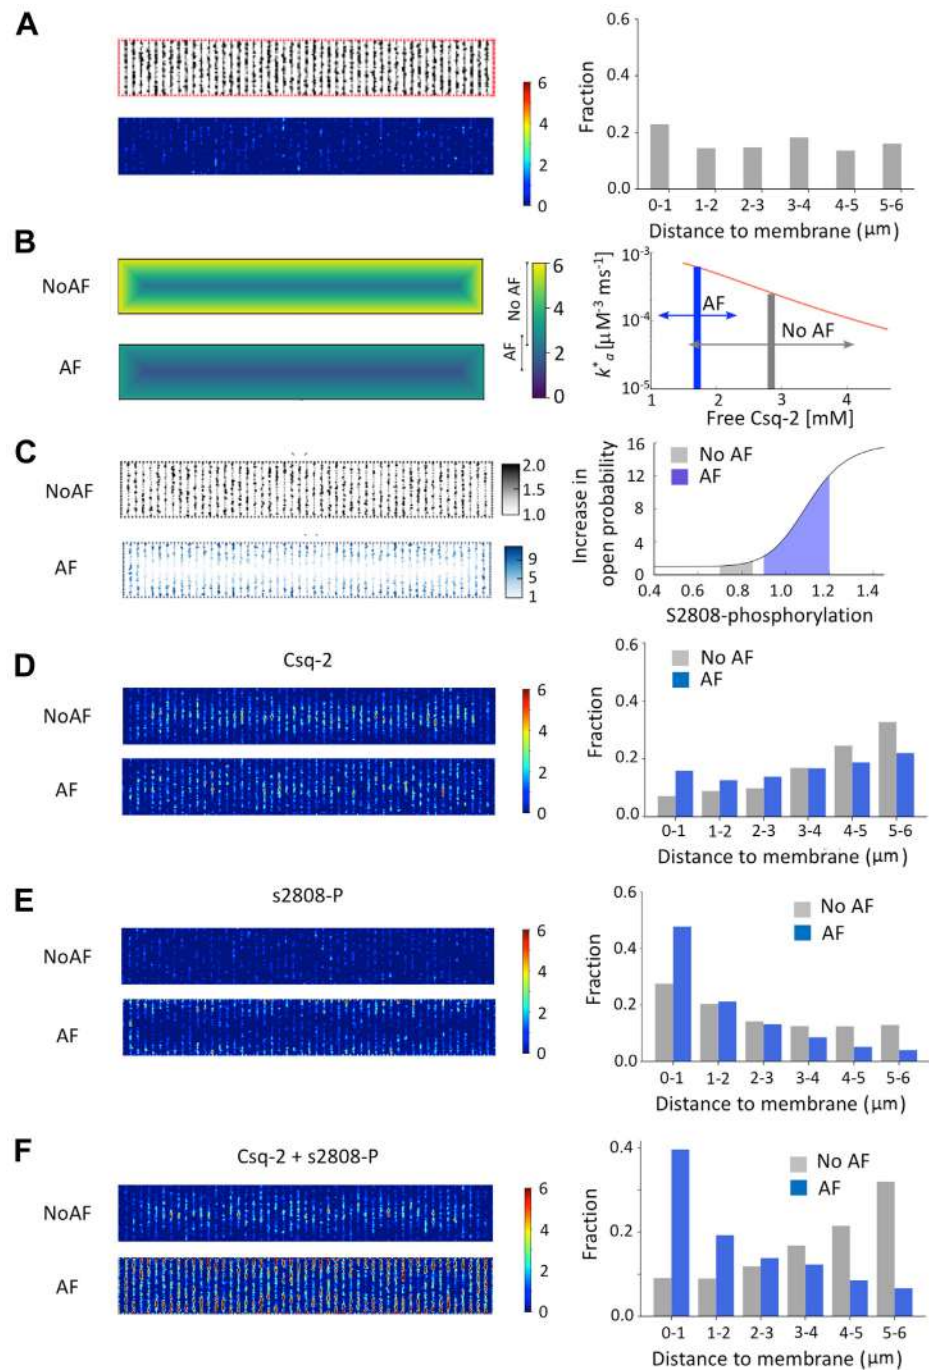 A
6
4
2
0
Fraction
0.6
0.4
0.2
0.0
0-1 1-2 2-3 3-4 4-5 5-6
Distance to membrane (μm)
B
NoAF
AF
No AF
AF
6
4
2
0
k*a [μM-3 ms-1]
10-3
10-4
10-5
AF
No AF
1 2 3 4
Free Csq-2 [mM]
C
NoAF
AF
2.0
1.5
1.0
9
5
1
Increase in
open probability
16
12
8
4
0
No AF
AF
0.4 0.6 0.8 1.0 1.2 1.4
S2808-phosphorylation
D
Csq-2
NoAF
AF
6
4
2
0
Fraction
0.6
0.4
0.2
0.0
No AF
AF
0-1 1-2 2-3 3-4 4-5 5-6
Distance to membrane (μm)
E
s2808-P
NoAF
AF
6
4
2
0
Fraction
0.6
0.4
0.2
0.0
No AF
AF
0-1 1-2 2-3 3-4 4-5 5-6
Distance to membrane (μm)
F
Csq-2 + s2808-P
NoAF
AF
6
4
2
0
Fraction
0.4
0.2
0.0
No AF
AF
0-1 1-2 2-3 3-4 4-5 5-6
Distance to membrane (μm)